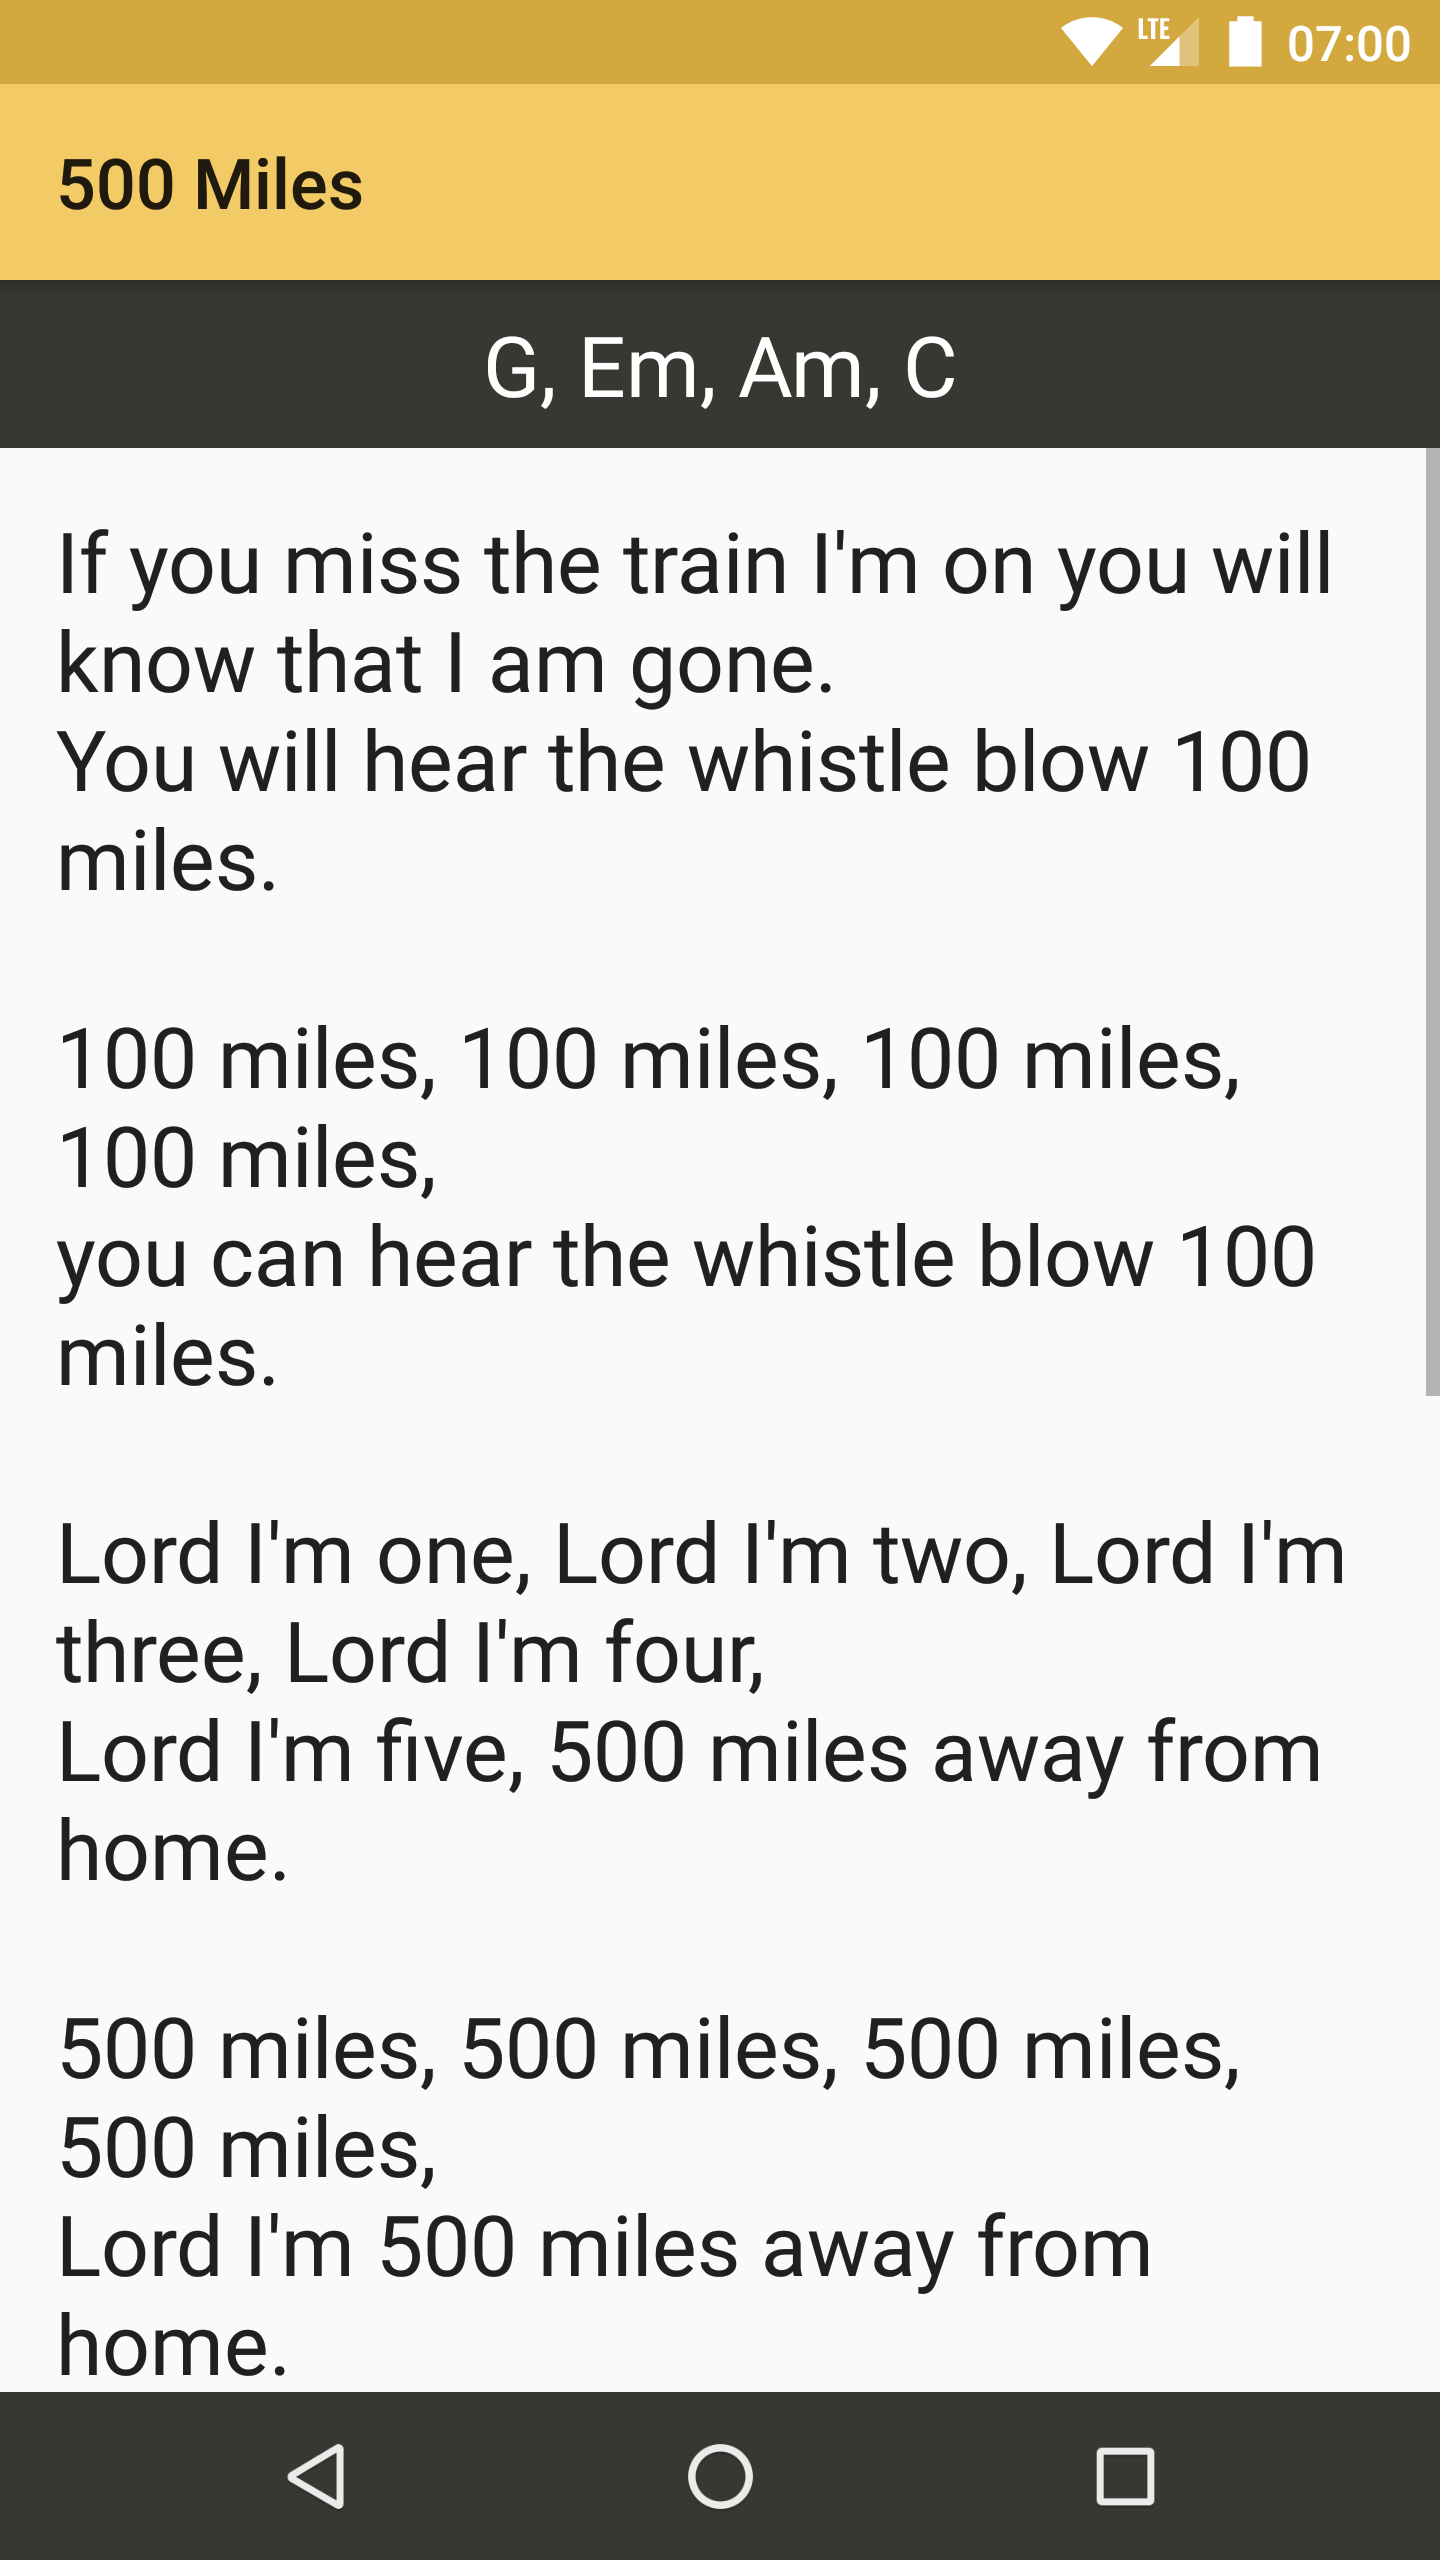 LTE 07:00
500 Miles
G, Em, Am, C
If you miss the train I'm on you will
know that I am gone.
You will hear the whistle blow 100
miles.
100 miles, 100 miles, 100 miles,
100 miles,
you can hear the whistle blow 100
miles.
Lord I'm one, Lord I'm two, Lord I'm
three, Lord I'm four,
Lord I'm five, 500 miles away from
home.
500 miles, 500 miles, 500 miles,
500 miles,
Lord I'm 500 miles away from
home.